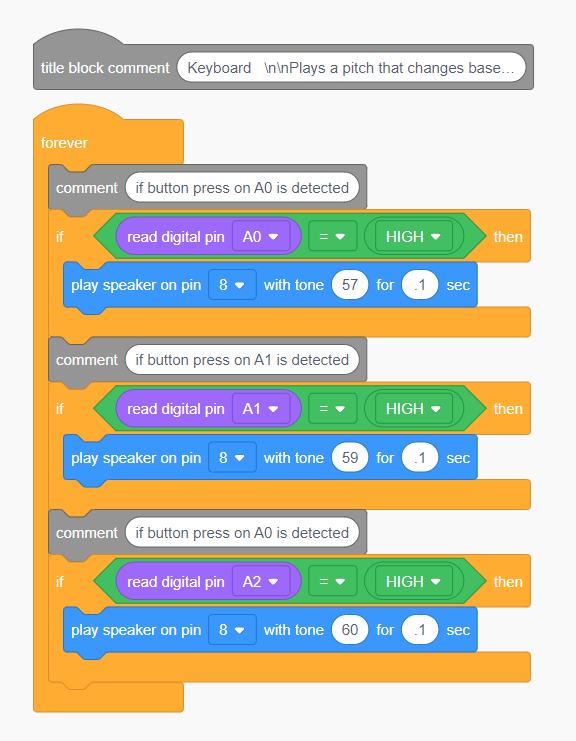 title block comment Keyboard \n\nPlays a pitch that changes base...
forever
comment if button press on A0 is detected
if read digital pin A0 = HIGH then
play speaker on pin 8 with tone 57 for .1 sec
comment if button press on A1 is detected
if read digital pin A1 = HIGH then
play speaker on pin 8 with tone 59 for .1 sec
comment if button press on A0 is detected
if read digital pin A2 = HIGH then
play speaker on pin 8 with tone 60 for .1 sec